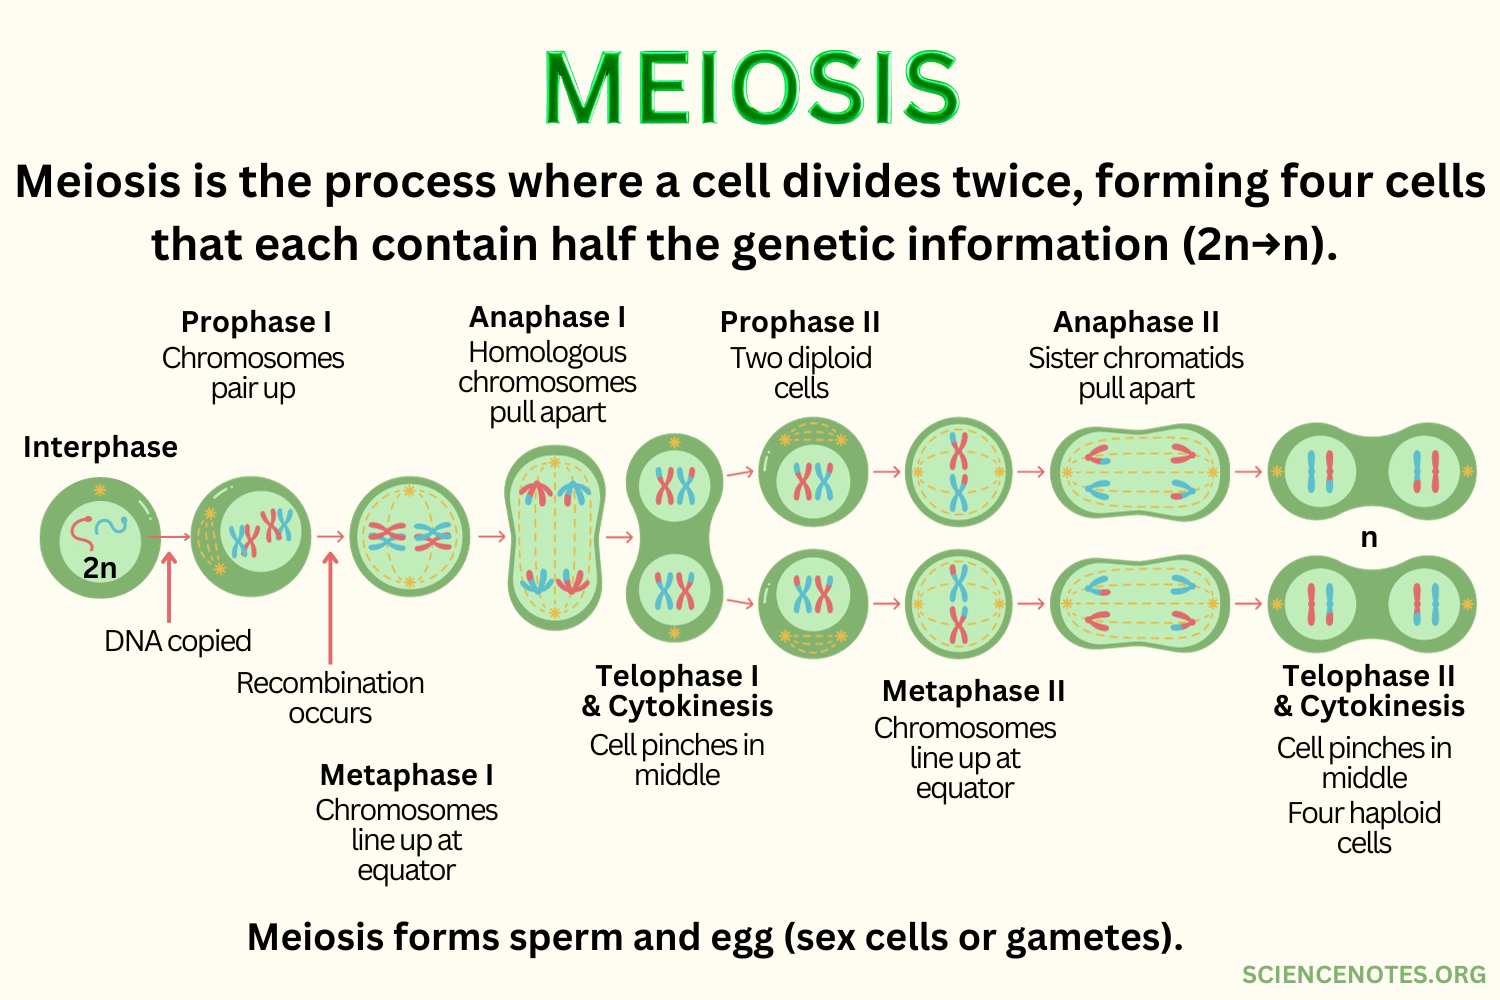 MEIOSIS
Meiosis is the process where a cell divides twice, forming four cells
that each contain half the genetic information (2n→n).
Interphase
2n
DNA copied
Prophase I
Chromosomes
pair up
Recombination
occurs
Metaphase I
Chromosomes
line up at
equator
Anaphase I
Homologous
chromosomes
pull apart
Telophase I
& Cytokinesis
Cell pinches in
middle
Prophase II
Two diploid
cells
Metaphase II
Chromosomes
line up at
equator
Anaphase II
Sister chromatids
pull apart
n
Telophase II
& Cytokinesis
Cell pinches in
middle
Four haploid
cells
Meiosis forms sperm and egg (sex cells or gametes).
SCIENCENOTES.ORG